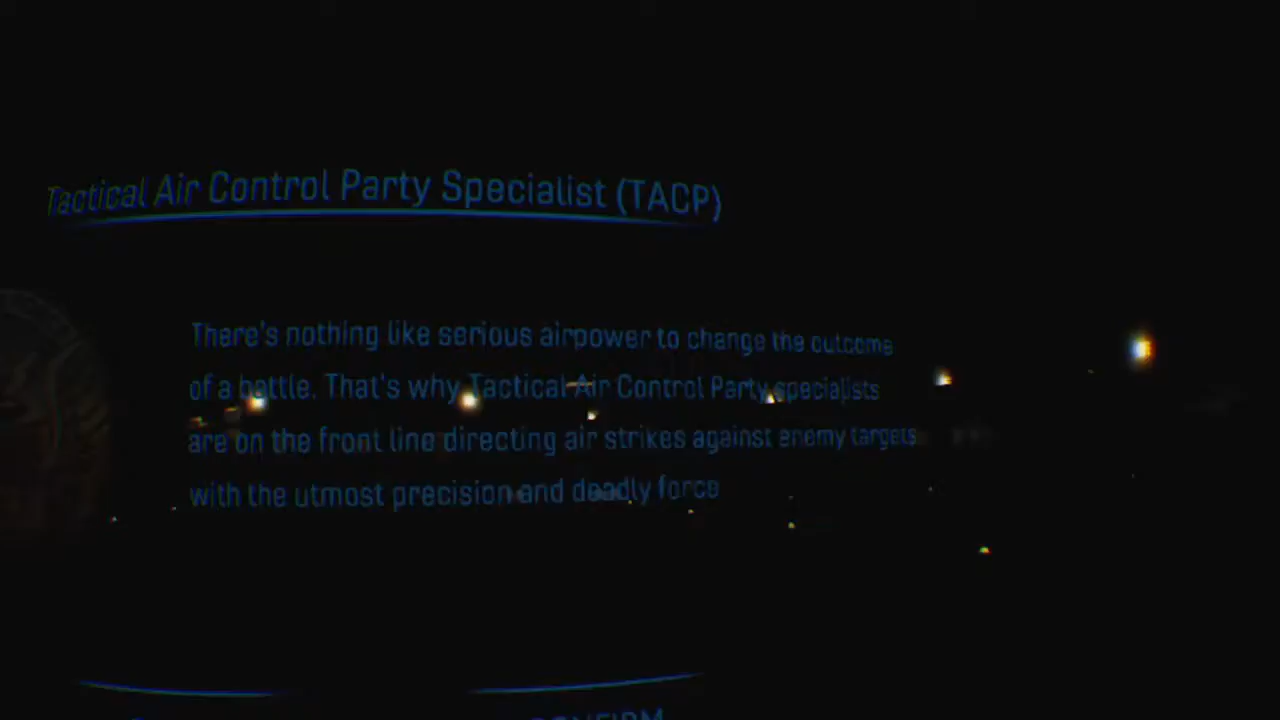 Tactical Air Control Party Specialist (TACP)
There's nothing like serious airpower to change the outcome
of a battle. That's why Tactical Air Control Party specialists
are on the front line directing air strikes against enemy targets
with the utmost precision and deadly force
CONFIRM